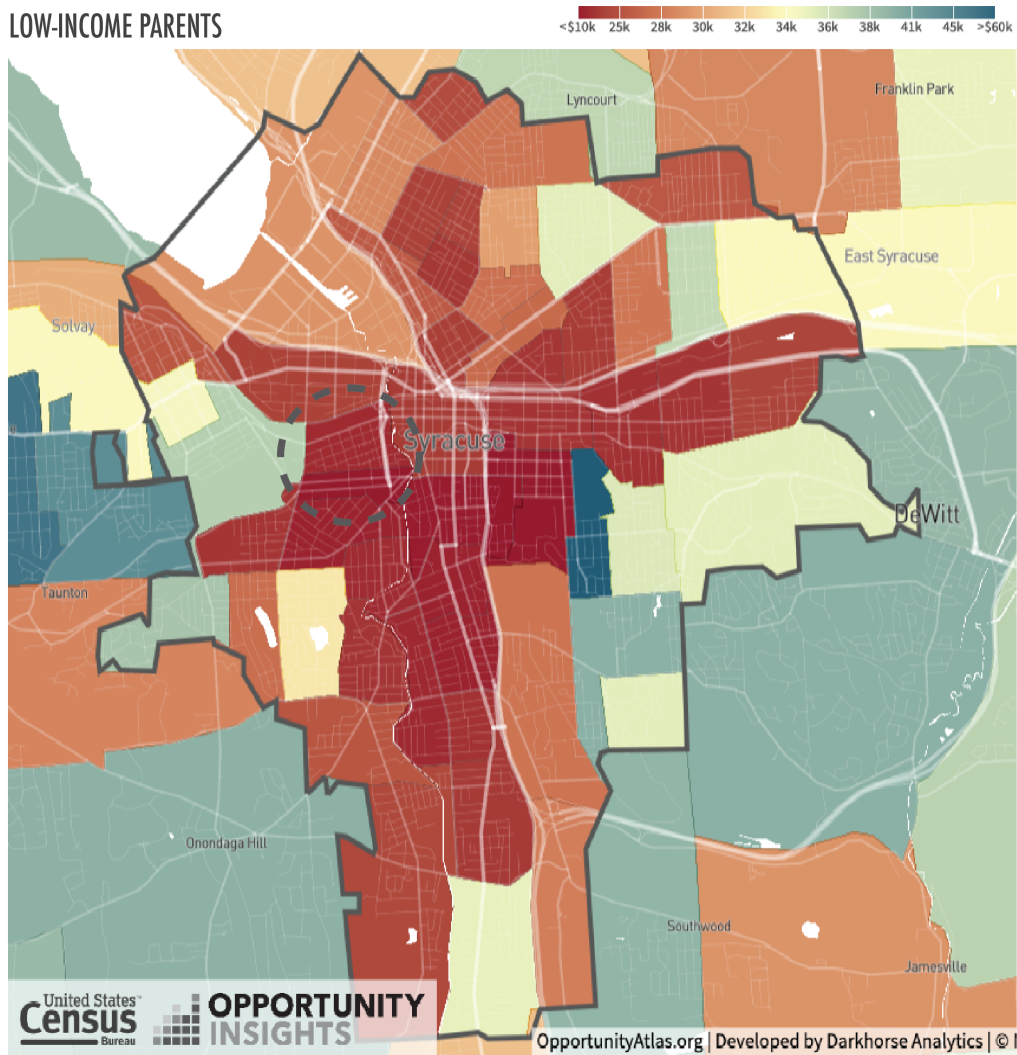 LOW-INCOME PARENTS
<$10k 25k 28k 30k 32k 34k 36k 38k 41k 45k >$60k
Lyncourt
Franklin Park
East Syracuse
Solvay
Syracuse
DeWitt
Taunton
Onondaga Hill
Southwood
Jamesville
United States™
Census
Bureau
OPPORTUNITY
INSIGHTS
OpportunityAtlas.org | Developed by Darkhorse Analytics | ©